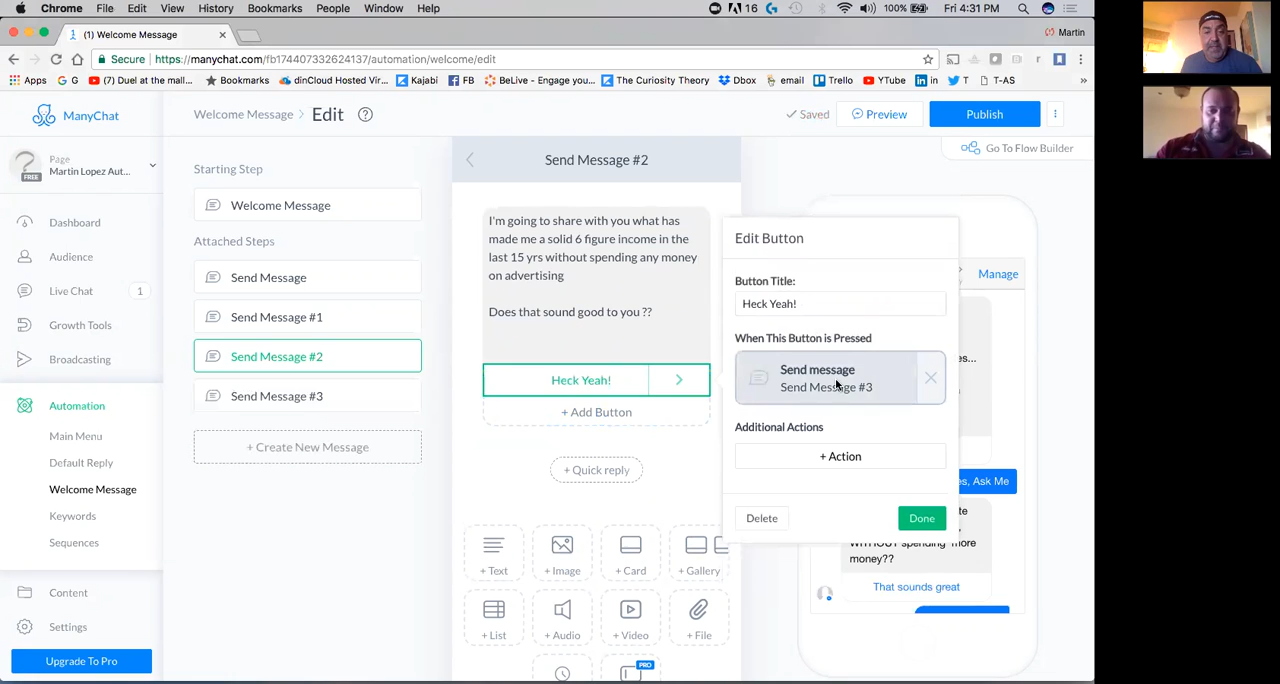 Chrome File Edit View History Bookmarks People Window Help
16 100% Fri 4:31 PM
(1) Welcome Message
Martin
Secure https://manychat.com/fb174407332624137/automation/welcome/edit
Apps G Duel at the mall... Bookmarks dinCloud Hosted Vir... Kajabi FB BeLive - Engage you... The Curiosity Theory Dbox email Trello YTube in T T-AS »
ManyChat
Welcome Message > Edit
Saved
Preview
Publish
Go To Flow Builder
Page
Martin Lopez Aut...
FREE
Dashboard
Audience
Live Chat 1
Growth Tools
Broadcasting
Automation
Main Menu
Default Reply
Welcome Message
Keywords
Sequences
Content
Settings
Upgrade To Pro
Starting Step
Welcome Message
Attached Steps
Send Message
Send Message #1
Send Message #2
Send Message #3
+ Create New Message
Send Message #2
I'm going to share with you what has
made me a solid 6 figure income in the
last 15 yrs without spending any money
on advertising
Does that sound good to you ??
Heck Yeah!
+ Add Button
+ Quick reply
+ Text + Image + Card + Gallery
+ List + Audio + Video + File
PRO
Edit Button
Button Title:
Heck Yeah!
When This Button is Pressed
Send message
Send Message #3
Additional Actions
+ Action
Delete
Done
Manage
s...
es, Ask Me
te
WITHOUT spending more
money??
That sounds great